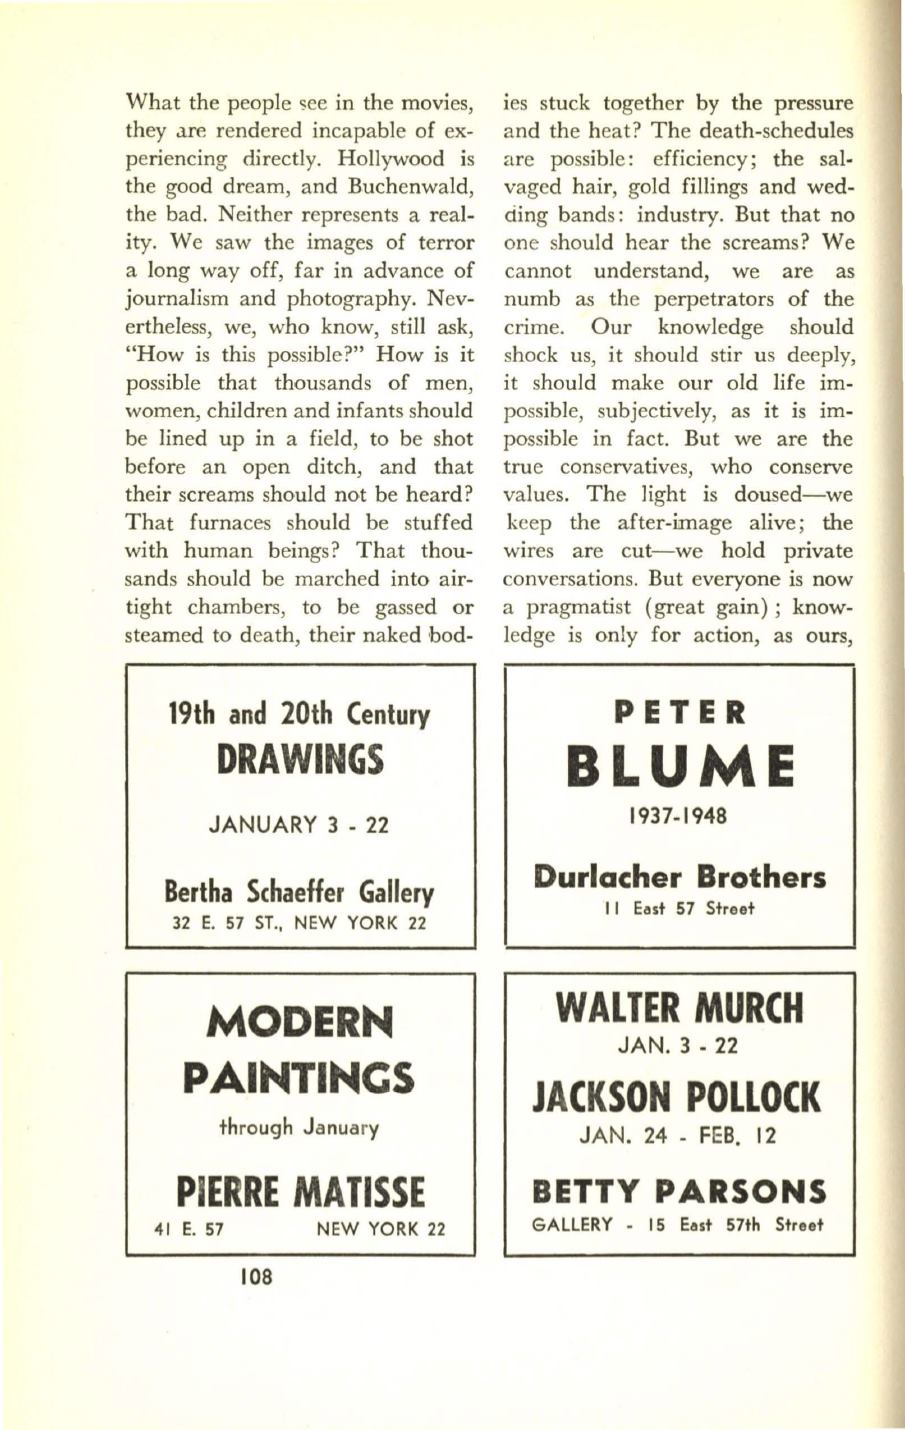 What the people see in the movies,
they are rendered incapable of ex-
periencing directly. Hollywood is
the good dream, and Buchenwald,
the bad. Neither represents a real-
ity. We saw the images of terror
a long way off, far in advance of
journalism and photography. Nev-
ertheless, we, who know, still ask,
“How is this possible?” How is it
possible that thousands of men,
women, children and infants should
be lined up in a field, to be shot
before an open ditch, and that
their screams should not be heard?
That furnaces should be stuffed
with human beings? That thou-
sands should be marched into air-
tight chambers, to be gassed or
steamed to death, their naked bod-
ies stuck together by the pressure
and the heat? The death-schedules
are possible: efficiency; the sal-
vaged hair, gold fillings and wed-
ding bands: industry. But that no
one should hear the screams? We
cannot understand, we are as
numb as the perpetrators of the
crime. Our knowledge should
shock us, it should stir us deeply,
it should make our old life im-
possible, subjectively, as it is im-
possible in fact. But we are the
true conservatives, who conserve
values. The light is doused—we
keep the after-image alive; the
wires are cut—we hold private
conversations. But everyone is now
a pragmatist (great gain); know-
ledge is only for action, as ours,
19th and 20th Century
DRAWINGS
JANUARY 3 - 22
Bertha Schaeffer Gallery
32 E. 57 ST., NEW YORK 22
PETER
BLUME
1937-1948
Durlacher Brothers
11 East 57 Street
MODERN
PAINTINGS
through January
PIERRE MATISSE
41 E. 57 NEW YORK 22
WALTER MURCH
JAN. 3 - 22
JACKSON POLLOCK
JAN. 24 - FEB. 12
BETTY PARSONS
GALLERY - 15 East 57th Street
108